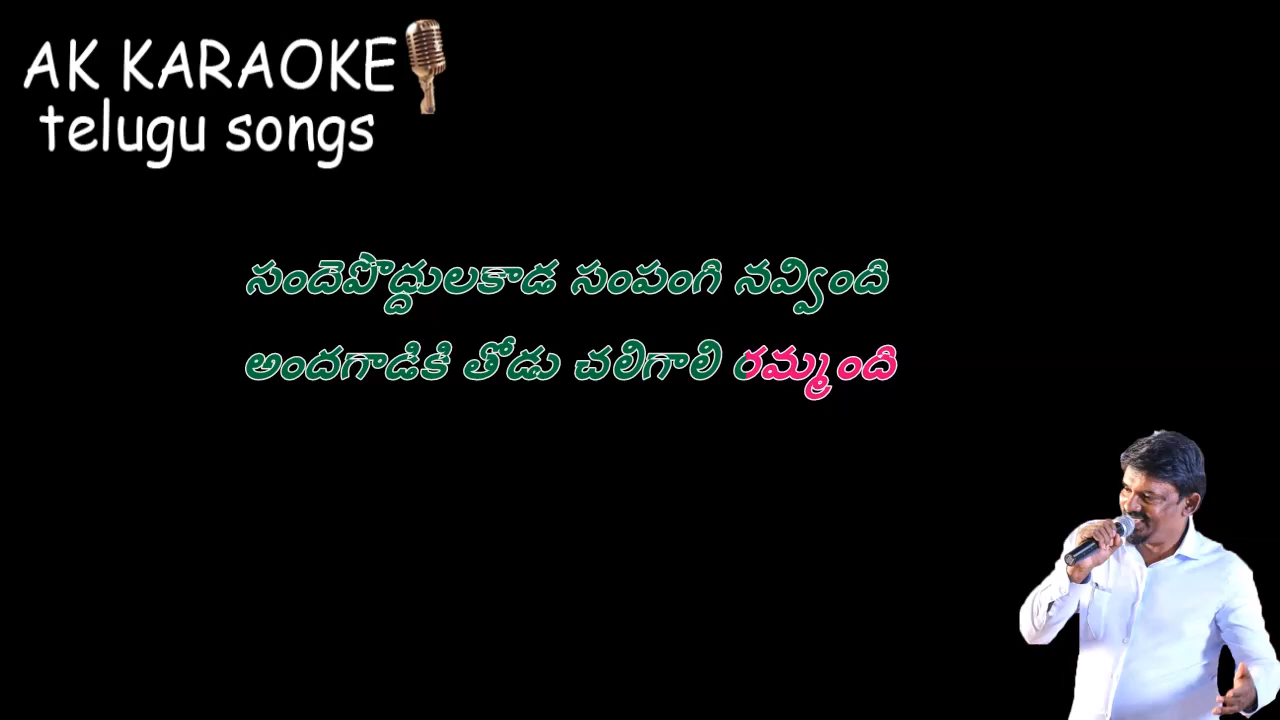 AK KARAOKE
telugu songs
సందెపొద్దులకాడ సంపంగి నవ్వింది
అందగాడికి తోడు చలిగాలి రమ్మంది